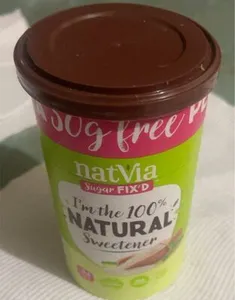 50g free
natVia
Sugar FIX'D
I'm the 100%
NATURAL
Sweetener